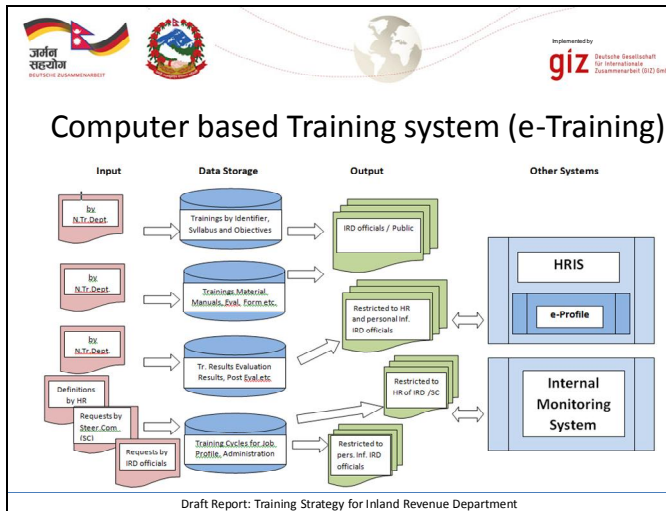 जर्मन
सहयोग
DEUTSCHE ZUSAMMENARBEIT
Implemented by
giz
Deutsche Gesellschaft
für Internationale
Zusammenarbeit (GIZ) Gm
Computer based Training system (e-Training)
Input
Data Storage
Output
Other Systems
by
N.Tr.Dept.
Trainings by Identifier,
Syllabus and Objectives
IRD officials / Public
by
N.Tr.Dept.
Trainings Material,
Manuals, Eval, Form etc.
Restricted to HR
and personal Inf.
IRD officials
HRIS
e-Profile
by
N.Tr.Dept.
Tr. Results Evaluation
Results, Post Eval.etc
Definitions
by HR
Requests by
Steer.Com
(SC)
Requests by
IRD officials
Training Cycles for Job
Profile, Administration
Restricted to
HR of IRD /SC
Restricted to
pers. Inf. IRD
officials
Internal
Monitoring
System
Draft Report: Training Strategy for Inland Revenue Department